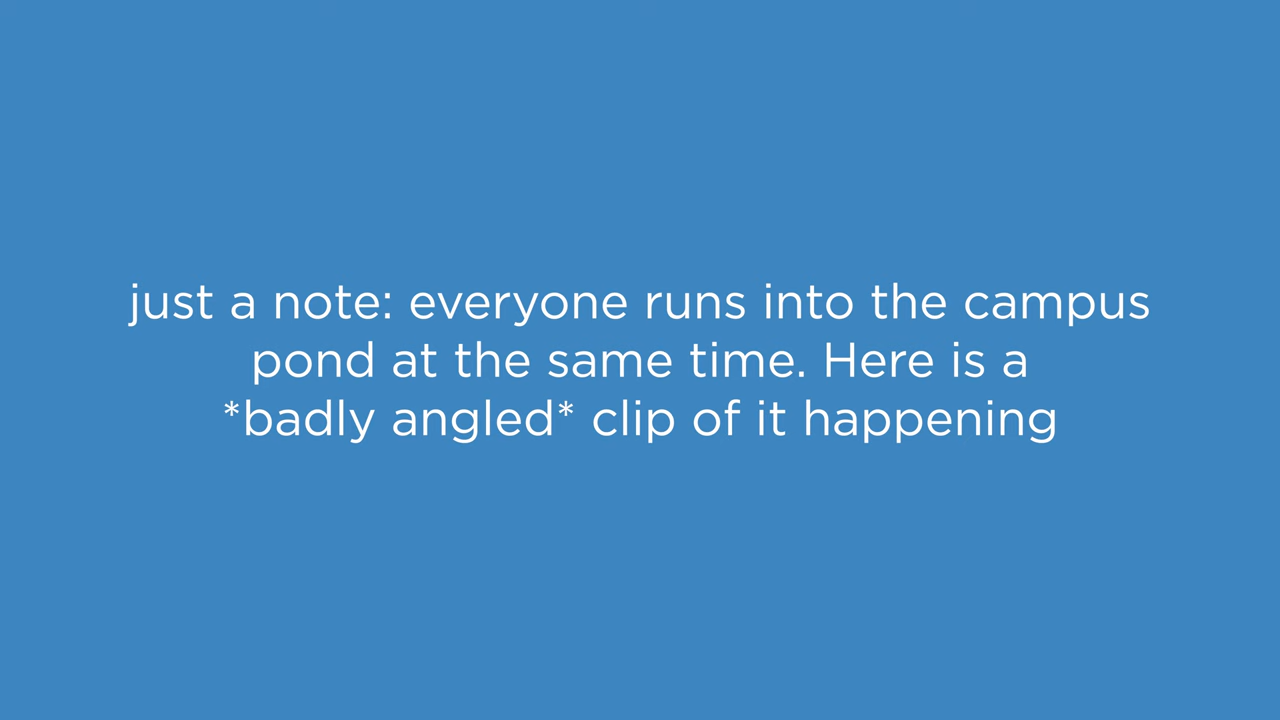 just a note: everyone runs into the campus
pond at the same time. Here is a
*badly angled* clip of it happening